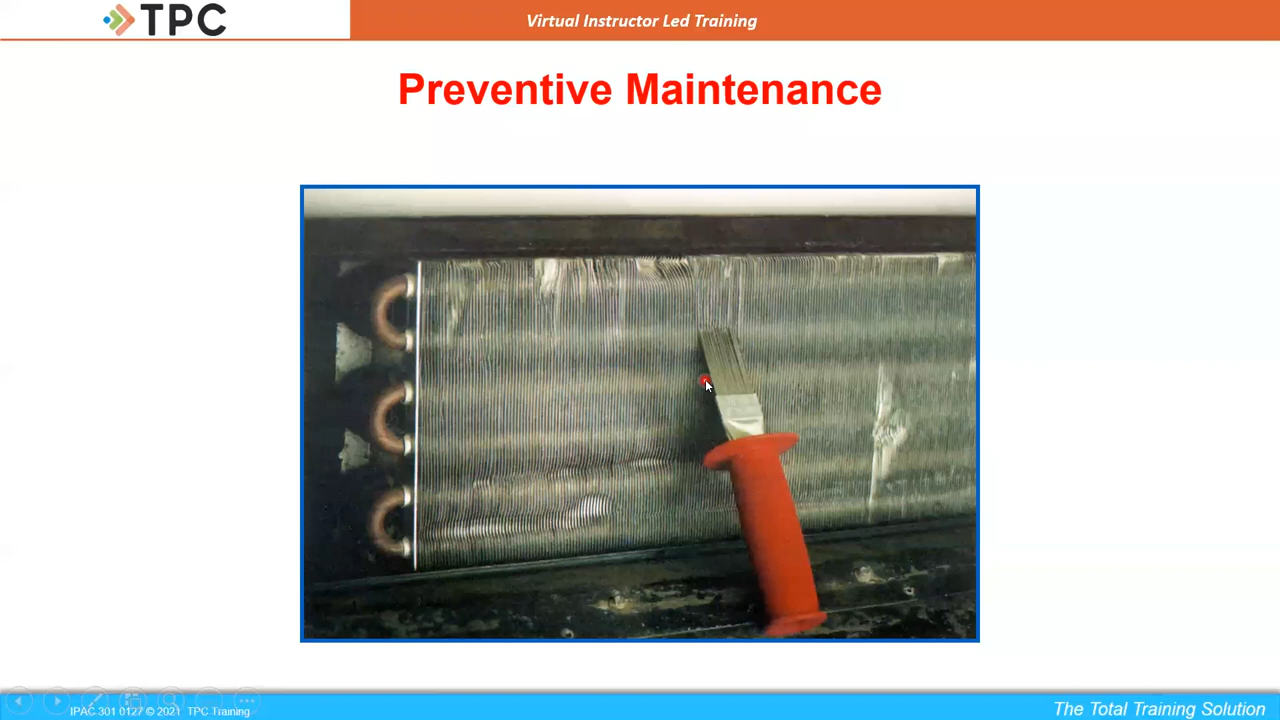 TPC
Virtual Instructor Led Training
Preventive Maintenance
IPAC 301 0127 © 2021 TPC Training
The Total Training Solution